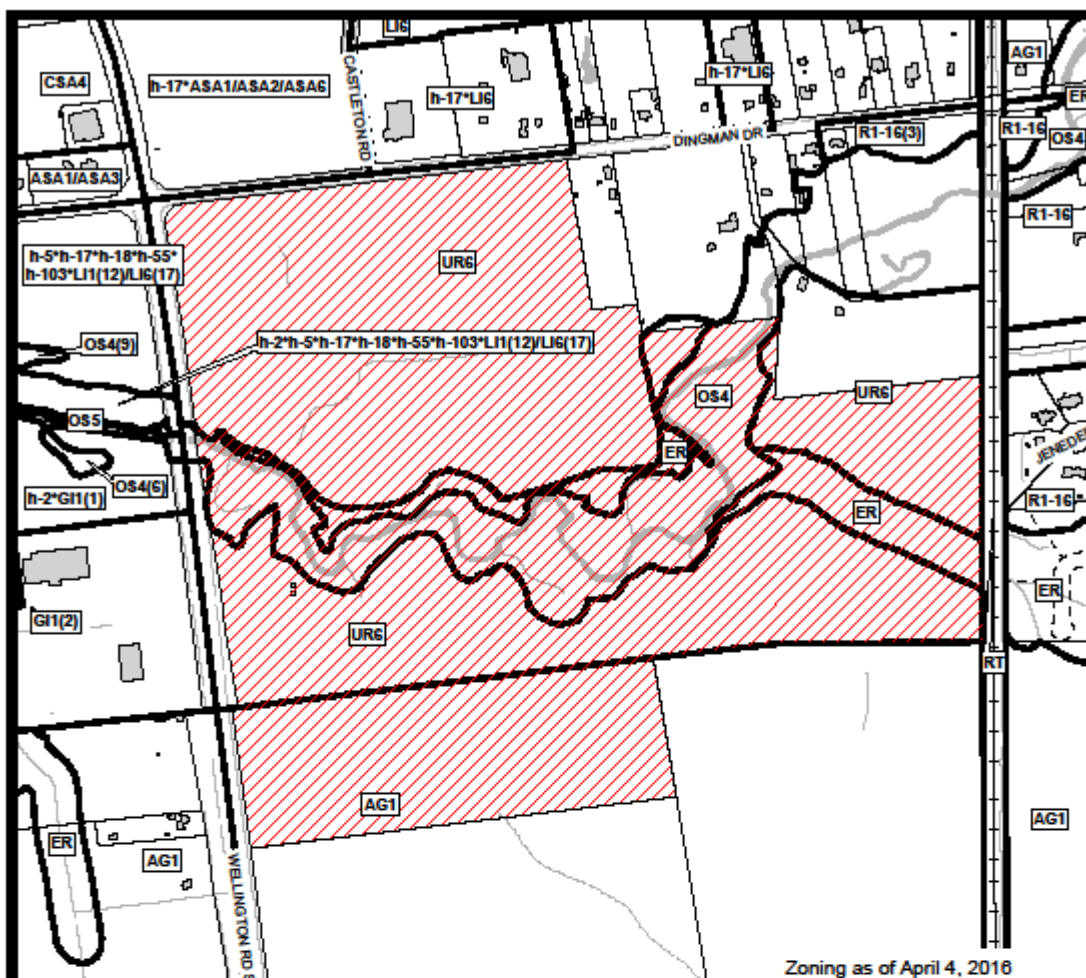 LI6
AG1
CSA4
h-17*ASA1/ASA2/ASA6
CASTLETON RD
h-17*LI6
h-17*LI6
ER
DINGMAN DR
R1-16(3)
R1-16
OS4
ASA1/ASA3
R1-16
h-5*h-17*h-18*h-55*
h-103*LI1(12)/LI6(17)
UR6
OS4(9)
h-2*h-5*h-17*h-18*h-55*h-103*LI1(12)/LI6(17)
OS4
UR6
OS5
ER
OS4(6)
h-2*GI1(1)
R1-16
ER
ER
GI1(2)
UR6
RT
AG1
AG1
ER
AG1
WELLINGTON RD S
Zoning as of April 4, 2016